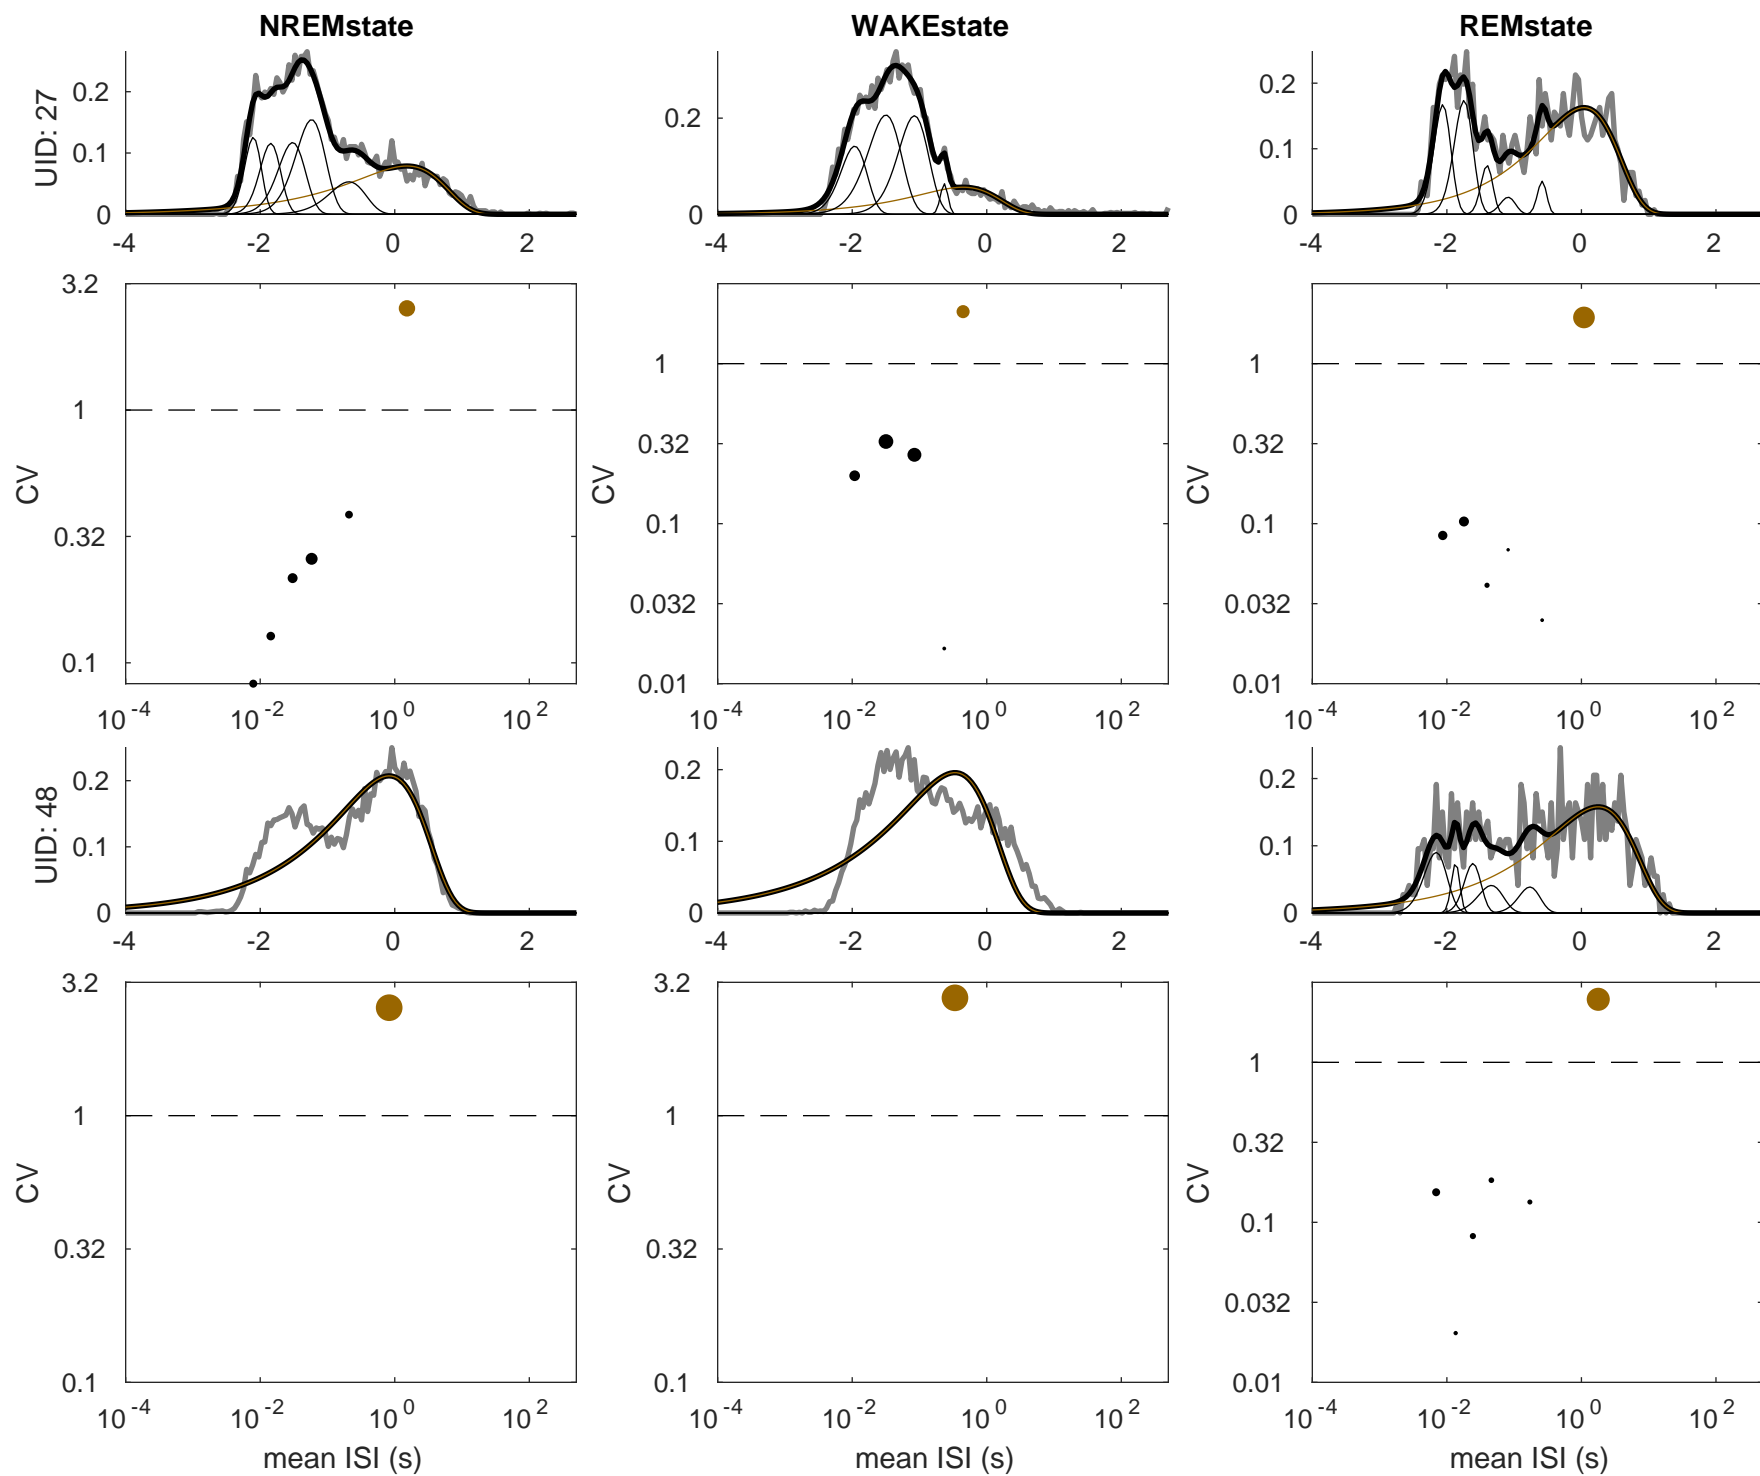 NREMstate WAKEstate REMstate
UID: 27
0.2 0.1 0
0.2 0
0.2 0.1 0
-4 -2 0 2
-4 -2 0 2
-4 -2 0 2
CV
3.2 1 0.32 0.1
CV
1 0.32 0.1 0.032 0.01
CV
1 0.32 0.1 0.032 0.01
10^-4 10^-2 10^0 10^2
10^-4 10^-2 10^0 10^2
10^-4 10^-2 10^0 10^2
UID: 48
0.2 0.1 0
0.2 0.1 0
0.2 0.1 0
-4 -2 0 2
-4 -2 0 2
-4 -2 0 2
CV
3.2 1 0.32 0.1
CV
3.2 1 0.32 0.1
CV
1 0.32 0.1 0.032 0.01
10^-4 10^-2 10^0 10^2
10^-4 10^-2 10^0 10^2
10^-4 10^-2 10^0 10^2
mean ISI (s) mean ISI (s) mean ISI (s)